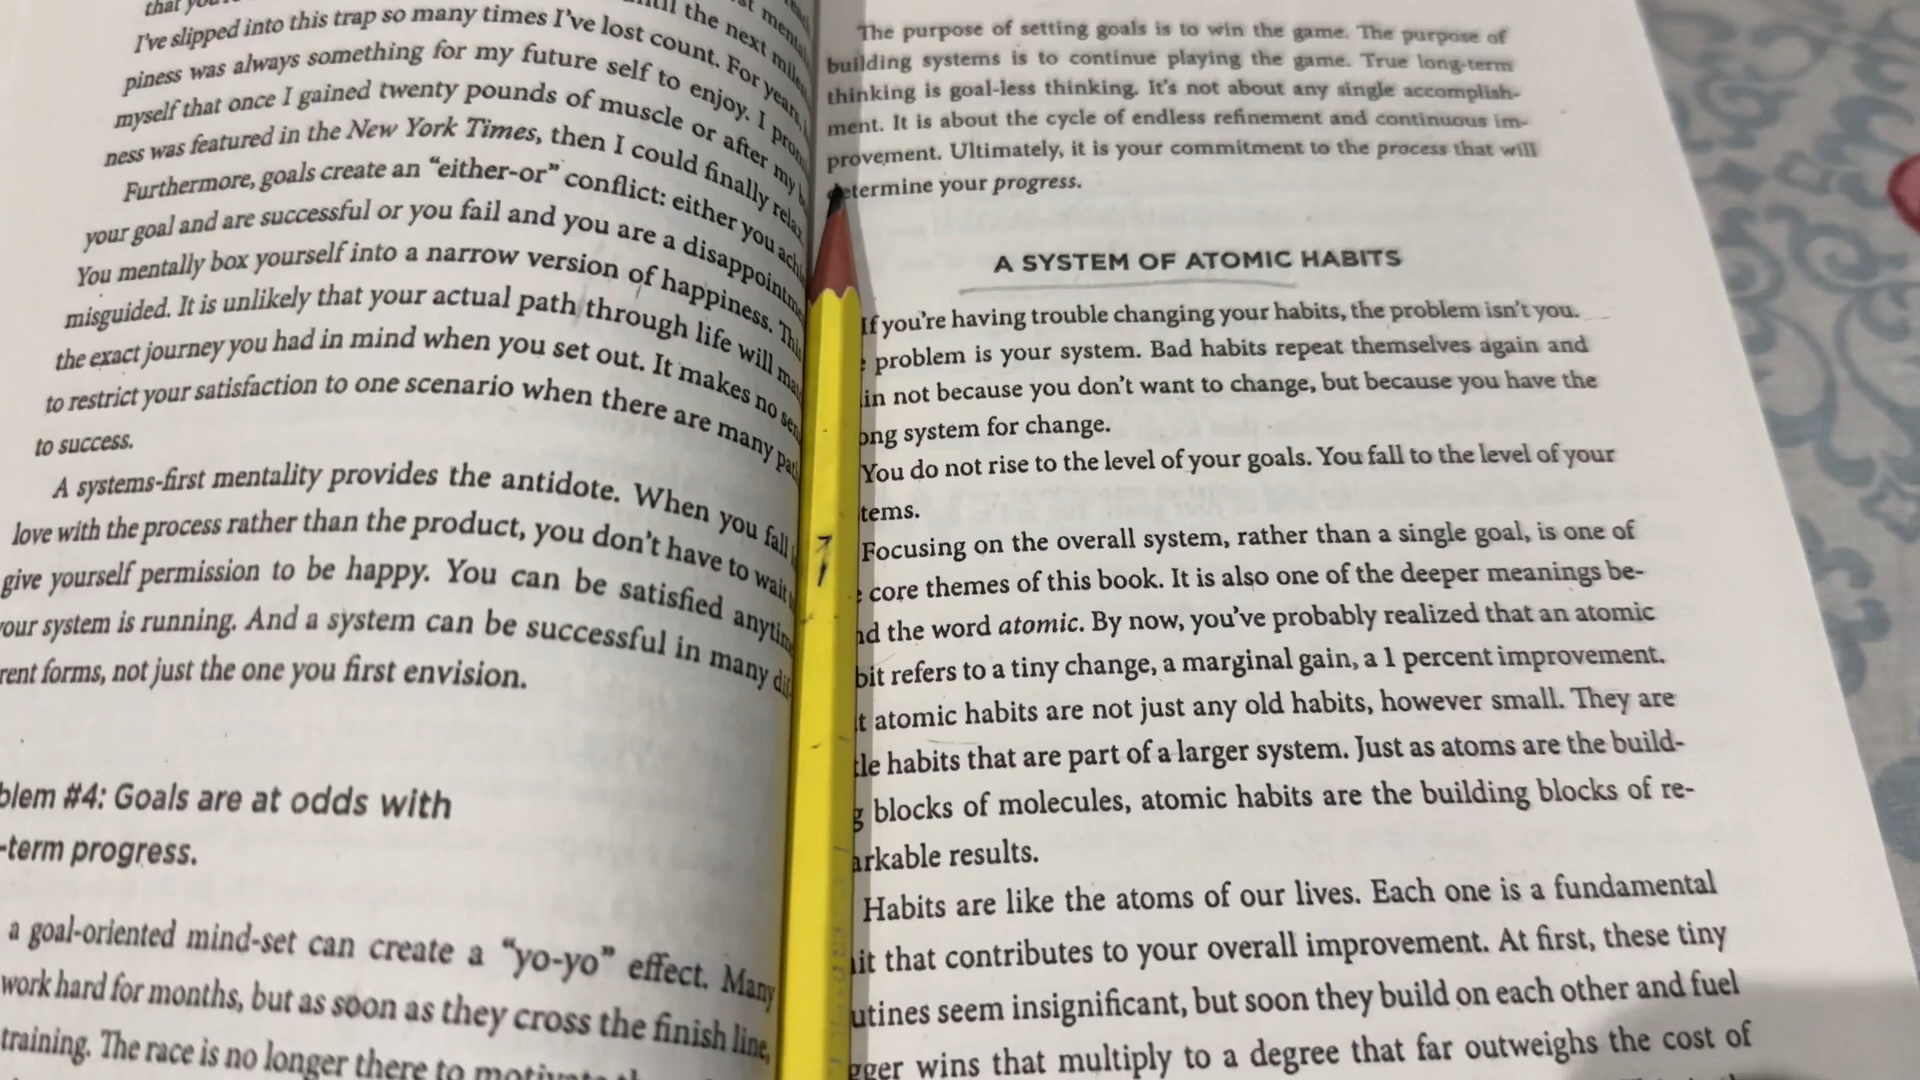 I've slipped into this trap so many times I've lost count. For years,
piness was always something for my future self to enjoy. I
myself that once I gained twenty pounds of muscle or after my
ness was featured in the New York Times, then I could finally relax
Furthermore, goals create an “either-or” conflict: either you
your goal and are successful or you fail and you are a
You mentally box yourself into a narrow version of happiness.
misguided. It is unlikely that your actual path through life will
the exact journey you had in mind when you set out. It makes no
to restrict your satisfaction to one scenario when there are many
to success.
A systems-first mentality provides the antidote. When you fall
love with the process rather than the product, you don't have to wait
give yourself permission to be happy. You can be satisfied
our system is running. And a system can be successful in many
rent forms, not just the one you first envision.
blem #4: Goals are at odds with
-term progress.
a goal-oriented mind-set can create a “yo-yo” effect. Many
work hard for months, but as soon as they cross the finish line,
training. The race is no longer there to
The purpose of setting goals is to win the game. The purpose of
building systems is to continue playing the game. True long-term
thinking is goal-less thinking. It's not about any single accomplish-
ment. It is about the cycle of endless refinement and continuous im-
provement. Ultimately, it is your commitment to the process that will
determine your progress.
A SYSTEM OF ATOMIC HABITS
If you're having trouble changing your habits, the problem isn't you.
problem is your system. Bad habits repeat themselves again and
in not because you don't want to change, but because you have the
ong system for change.
You do not rise to the level of your goals. You fall to the level of your
tems.
Focusing on the overall system, rather than a single goal, is one of
core themes of this book. It is also one of the deeper meanings be-
nd the word atomic. By now, you've probably realized that an atomic
bit refers to a tiny change, a marginal gain, a 1 percent improvement.
t atomic habits are not just any old habits, however small. They are
tle habits that are part of a larger system. Just as atoms are the build-
g blocks of molecules, atomic habits are the building blocks of re-
arkable results.
Habits are like the atoms of our lives. Each one is a fundamental
it that contributes to your overall improvement. At first, these tiny
utines seem insignificant, but soon they build on each other and fuel
gger wins that multiply to a degree that far outweighs the cost of